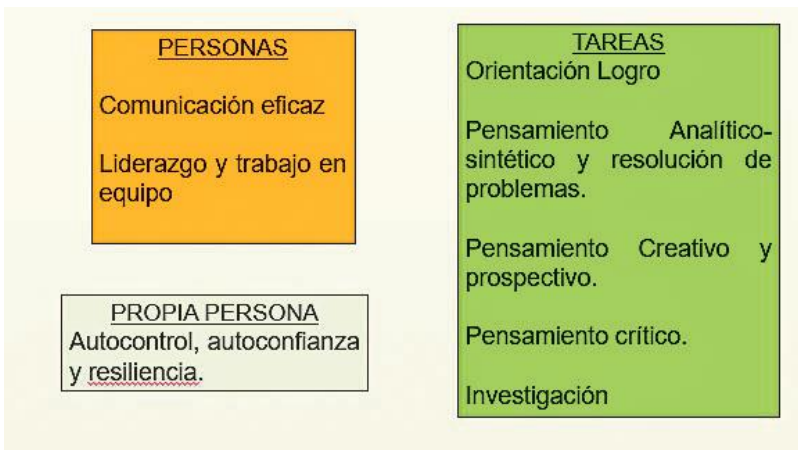 PERSONAS
Comunicación eficaz
Liderazgo y trabajo en
equipo
PROPIA PERSONA
Autocontrol, autoconfianza
y resiliencia.
TAREAS
Orientación Logro
Pensamiento Analítico-
sintético y resolución de
problemas.
Pensamiento Creativo y
prospectivo.
Pensamiento crítico.
Investigación